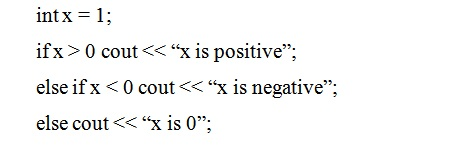 int x = 1;
if x > 0 cout << “x is positive”;
else if x < 0 cout << “x is negative”;
else cout << “x is 0”;